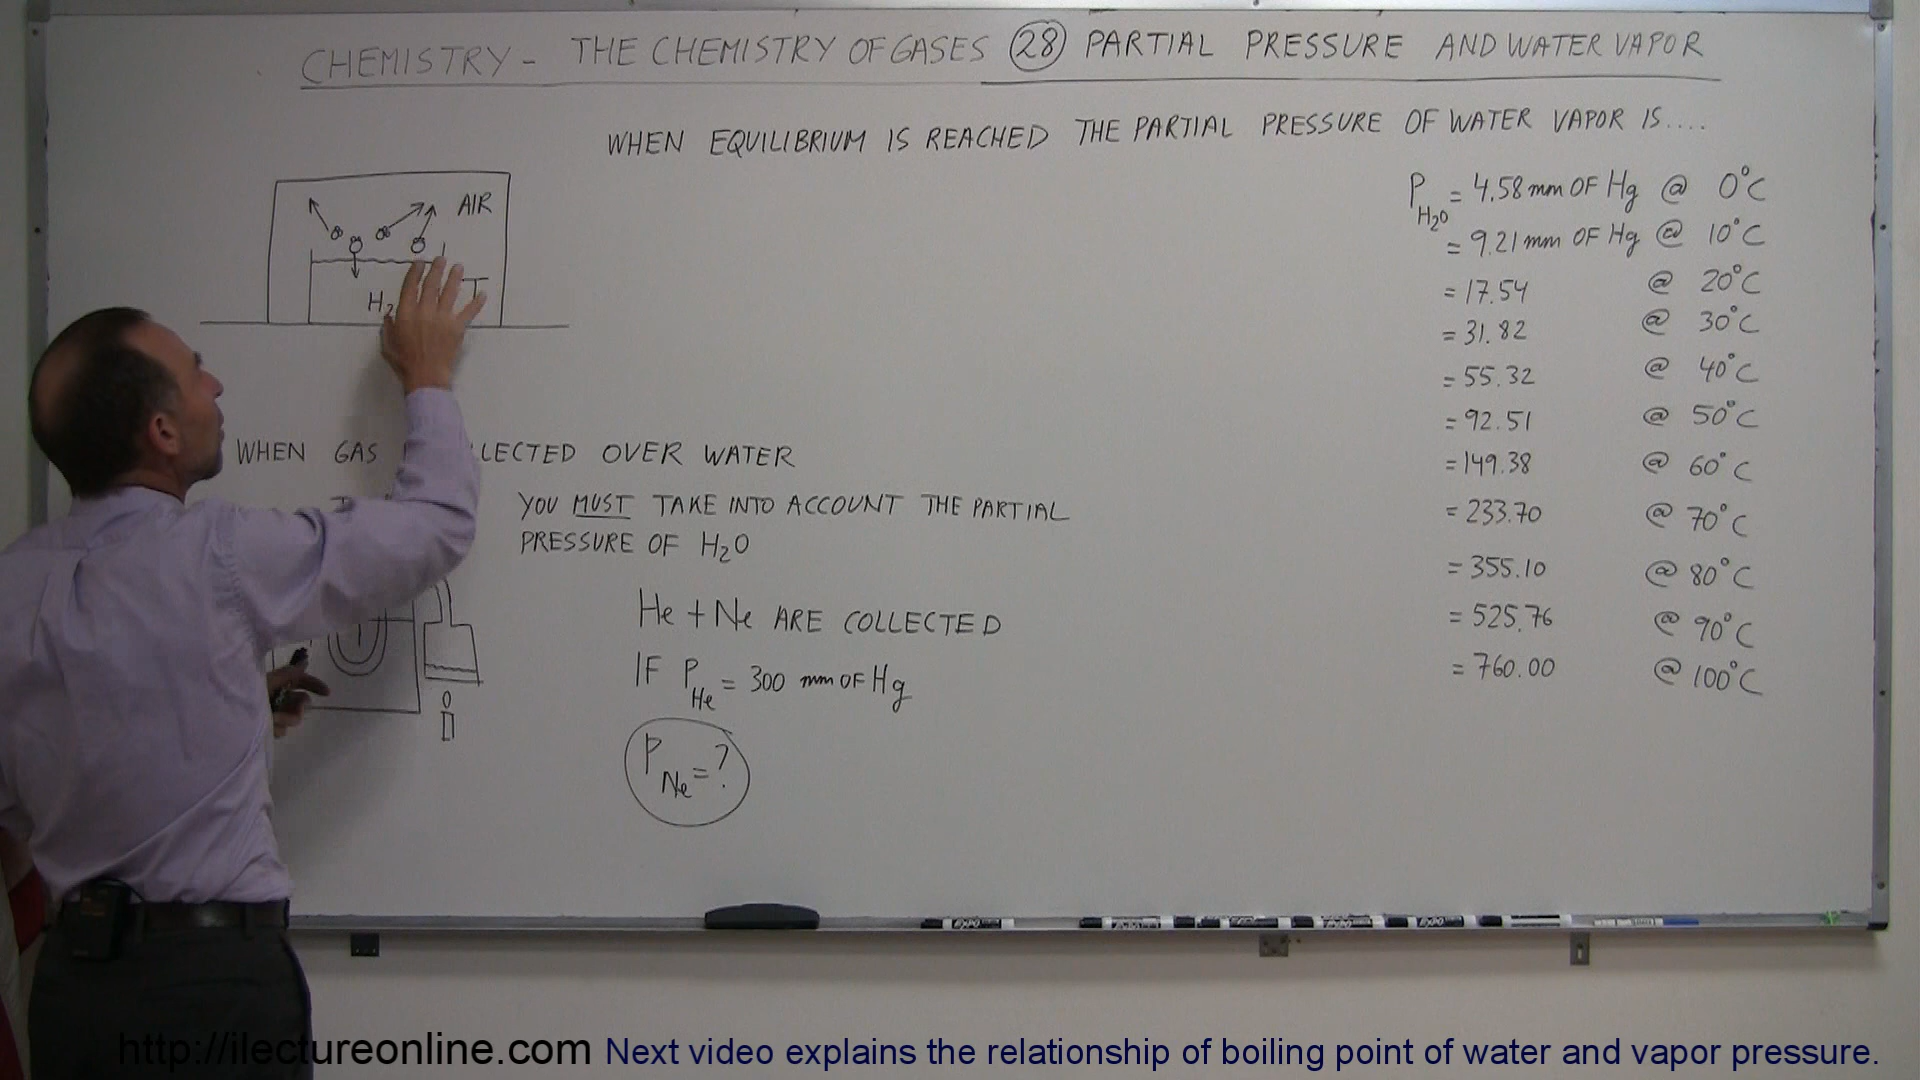 CHEMISTRY - THE CHEMISTRY OF GASES 28 PARTIAL PRESSURE AND WATER VAPOR
WHEN EQUILIBRIUM IS REACHED THE PARTIAL PRESSURE OF WATER VAPOR IS....
AIR
T
P H2O = 4.58 mm OF Hg @ 0°C
= 9.21 mm OF Hg @ 10°C
= 17.54 @ 20°C
= 31.82 @ 30°C
= 55.32 @ 40°C
= 92.51 @ 50°C
= 149.38 @ 60°C
= 233.70 @ 70°C
= 355.10 @ 80°C
= 525.76 @ 90°C
= 760.00 @ 100°C
WHEN GAS LECTED OVER WATER
YOU MUST TAKE INTO ACCOUNT THE PARTIAL
PRESSURE OF H2O
He + Ne ARE COLLECTED
IF P He = 300 mm OF Hg
P Ne = ?
EXPO
http://ilectureonline.com Next video explains the relationship of boiling point of water and vapor pressure.